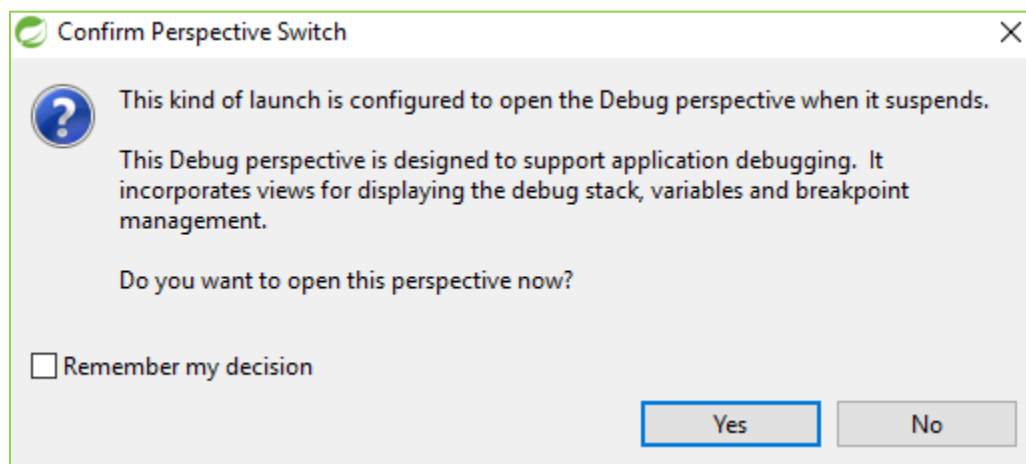 Confirm Perspective Switch
This kind of launch is configured to open the Debug perspective when it suspends.
This Debug perspective is designed to support application debugging.  It
incorporates views for displaying the debug stack, variables and breakpoint
management.
Do you want to open this perspective now?
Remember my decision
Yes
No